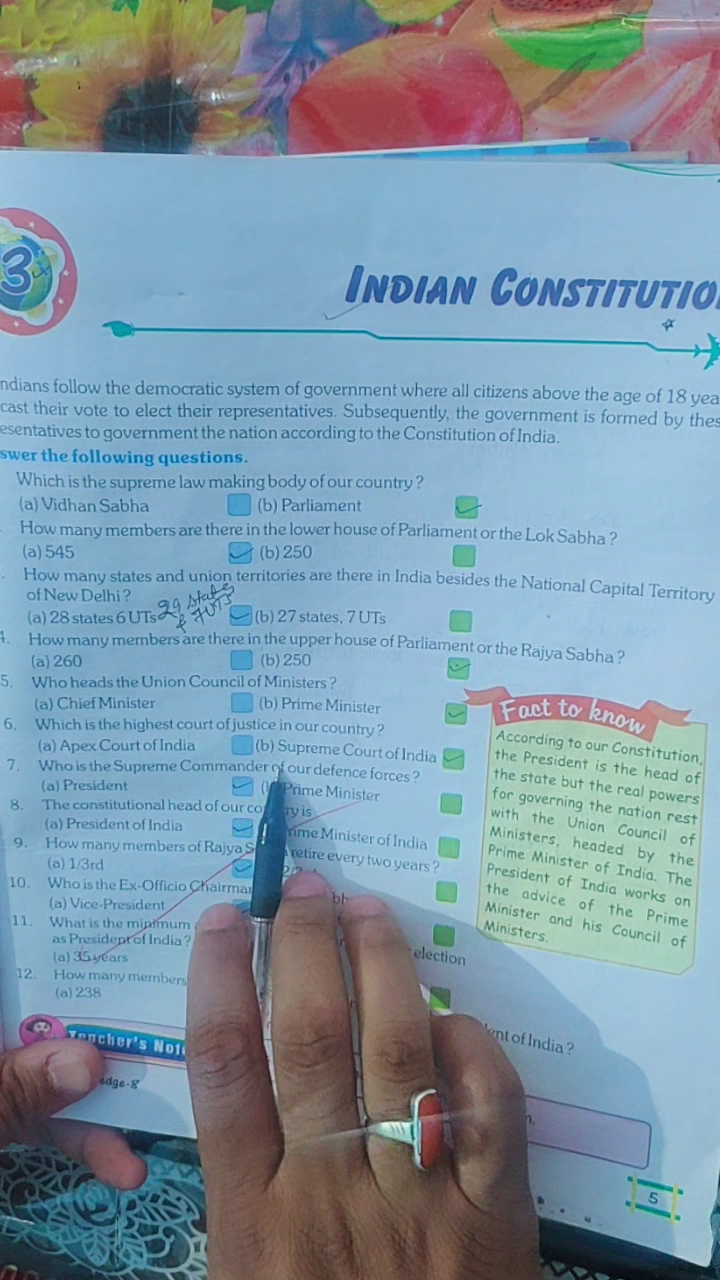 3
INDIAN CONSTITUTIO
ndians follow the democratic system of government where all citizens above the age of 18 yea
cast their vote to elect their representatives. Subsequently, the government is formed by thes
esentatives to government the nation according to the Constitution of India.
swer the following questions.
Which is the supreme law making body of our country ?
(a) Vidhan Sabha (b) Parliament
How many members are there in the lower house of Parliament or the Lok Sabha ?
(a) 545 (b) 250
How many states and union territories are there in India besides the National Capital Territory
of New Delhi ?
29 States
& 7 UTS
(a) 28 states 6 UTs (b) 27 states, 7 UTs
4. How many members are there in the upper house of Parliament or the Rajya Sabha ?
(a) 260 (b) 250
5. Who heads the Union Council of Ministers ?
(a) Chief Minister (b) Prime Minister
6. Which is the highest court of justice in our country ?
(a) Apex Court of India (b) Supreme Court of India
7. Who is the Supreme Commander of our defence forces ?
(a) President Prime Minister
8. The constitutional head of our co ry is
(a) President of India rime Minister of India
9. How many members of Rajya S retire every two years ?
(a) 1/3rd
10. Who is the Ex-Officio Chairma
(a) Vice-President
11. What is the minimum
as President of India ? election
(a) 35 years
12. How many members
(a) 238
ent of India ?
Fact to know
According to our Constitution,
the President is the head of
the state but the real powers
for governing the nation rest
with the Union Council of
Ministers, headed by the
Prime Minister of India. The
President of India works on
the advice of the Prime
Minister and his Council of
Ministers.
Teacher's Not
edge-8
5